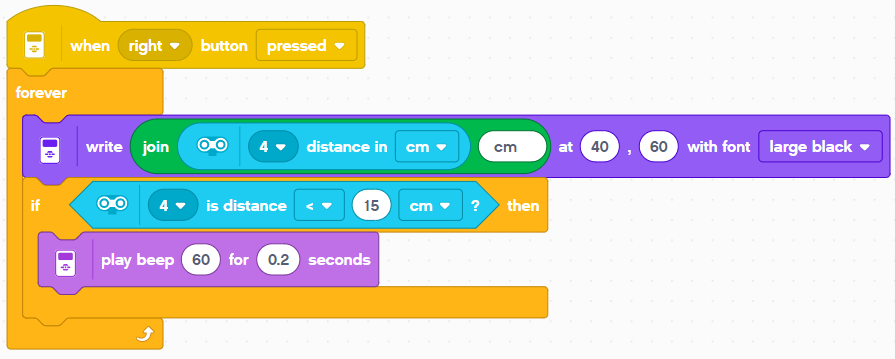 when right button pressed
forever
write join 4 distance in cm cm at 40 , 60 with font large black
if 4 is distance < 15 cm ? then
play beep 60 for 0.2 seconds